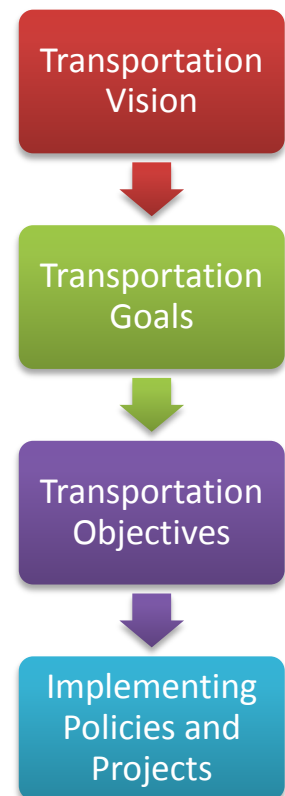 Transportation
Vision
Transportation
Goals
Transportation
Objectives
Implementing
Policies and
Projects